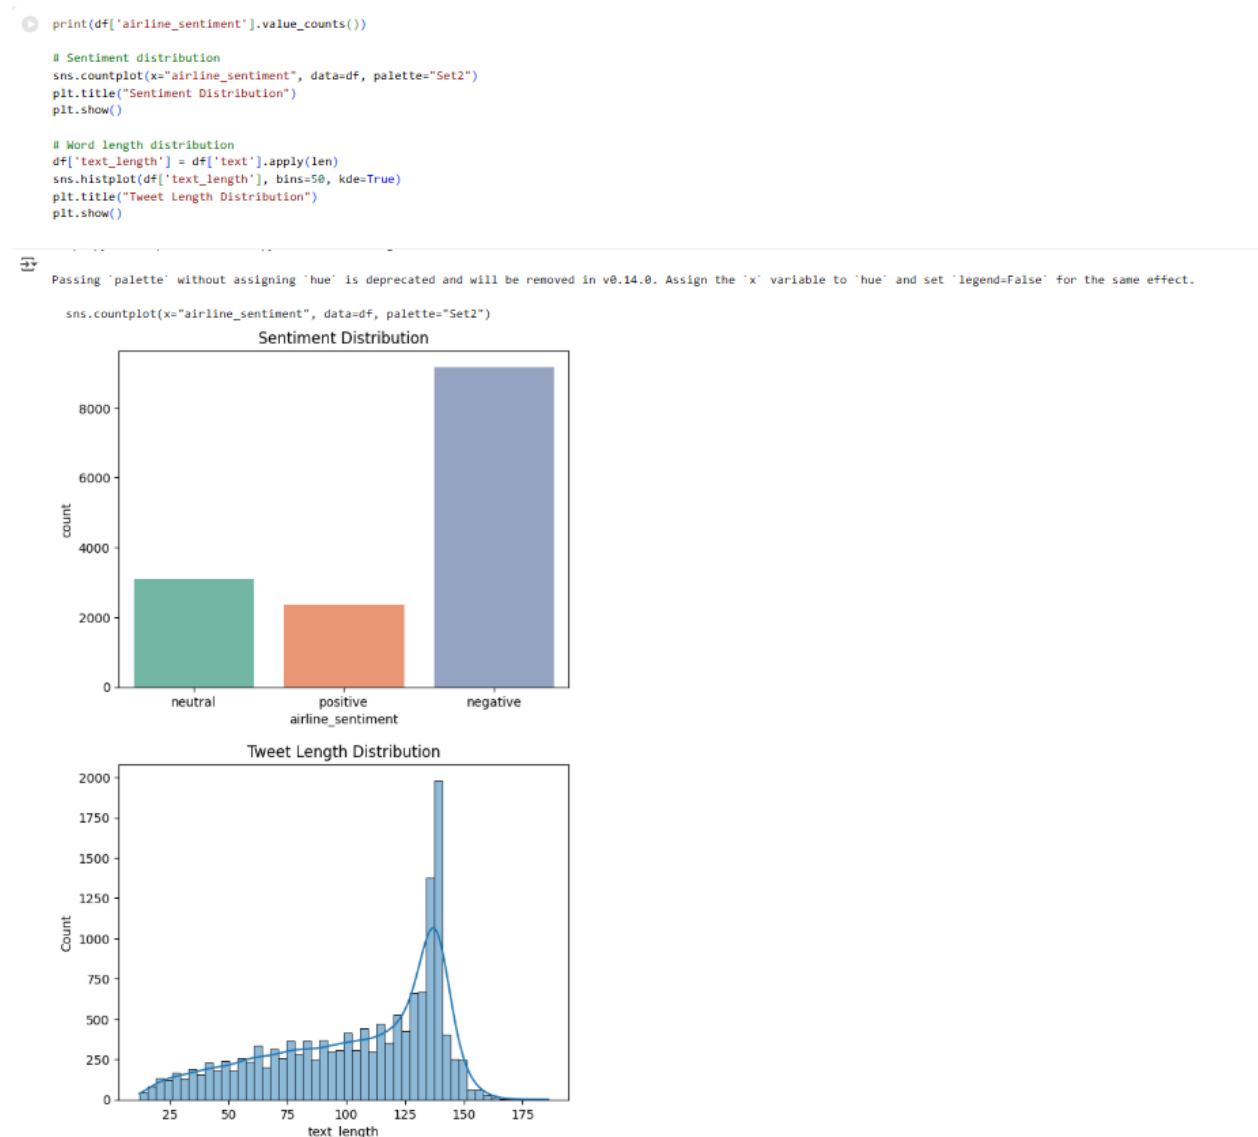 print(df['airline_sentiment'].value_counts())
# Sentiment distribution
sns.countplot(x="airline_sentiment", data=df, palette="Set2")
plt.title("Sentiment Distribution")
plt.show()
# Word length distribution
df['text_length'] = df['text'].apply(len)
sns.histplot(df['text_length'], bins=50, kde=True)
plt.title("Tweet Length Distribution")
plt.show()
Passing `palette` without assigning `hue` is deprecated and will be removed in v0.14.0. Assign the `x` variable to `hue` and set `legend=False` for the same effect.
sns.countplot(x="airline_sentiment", data=df, palette="Set2")
Sentiment Distribution
8000
6000
4000
2000
0
count
neutral positive negative
airline_sentiment
Tweet Length Distribution
2000
1750
1500
1250
1000
750
500
250
0
Count
25 50 75 100 125 150 175
text_length